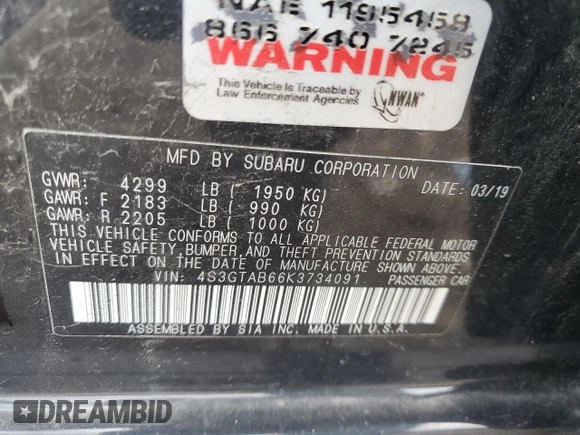 NAE 1195458
866 740 7245
WARNING
This Vehicle is Traceable by
Law Enforcement Agencies
NWAN®
MFD BY SUBARU CORPORATION
GVWR: 4299 LB ( 1950 KG) DATE: 03/19
GAWR: F 2183 LB ( 990 KG)
GAWR: R 2205 LB ( 1000 KG)
THIS VEHICLE CONFORMS TO ALL APPLICABLE FEDERAL MOTOR
VEHICLE SAFETY, BUMPER, AND THEFT PREVENTION STANDARDS
IN EFFECT ON THE DATE OF MANUFACTURE SHOWN ABOVE.
VIN: 4S3GTAB66K3734091 PASSENGER CAR
ASSEMBLED BY SIA INC. MADE IN U.S.A.
DREAMBID